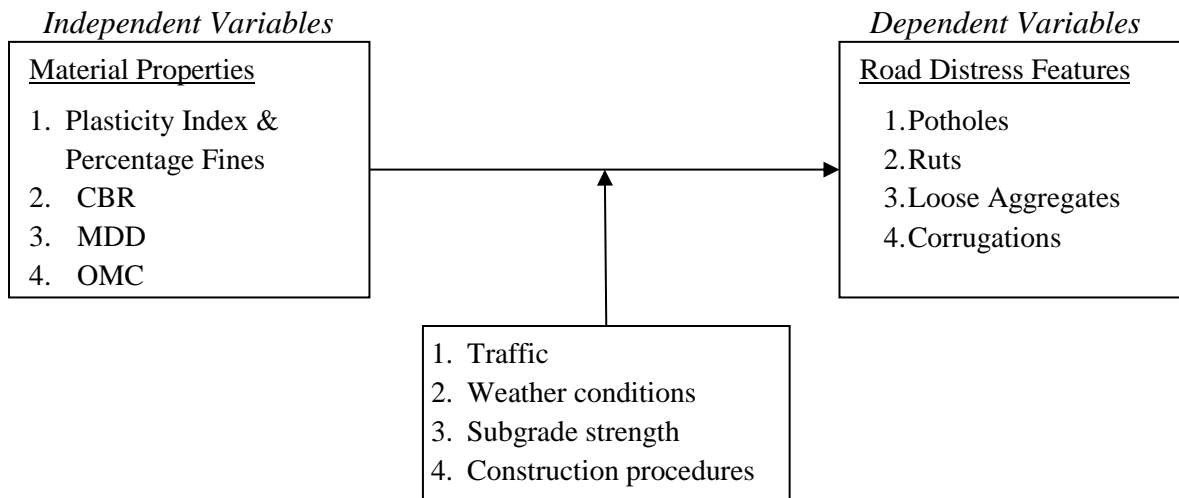 Independent Variables
Material Properties
1. Plasticity Index &
Percentage Fines
2. CBR
3. MDD
4. OMC
Dependent Variables
Road Distress Features
1.Potholes
2.Ruts
3.Loose Aggregates
4.Corrugations
1. Traffic
2. Weather conditions
3. Subgrade strength
4. Construction procedures